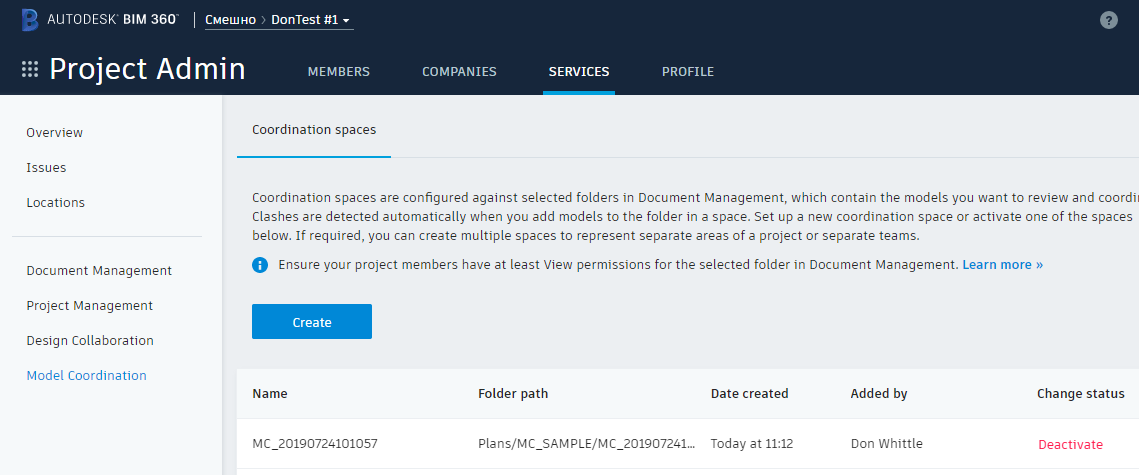 AUTODESK® BIM 360™ Смешно > DonTest #1
?
Project Admin MEMBERS COMPANIES SERVICES PROFILE
Overview
Issues
Locations
Document Management
Project Management
Design Collaboration
Model Coordination
Coordination spaces
Coordination spaces are configured against selected folders in Document Management, which contain the models you want to review and coordin
Clashes are detected automatically when you add models to the folder in a space. Set up a new coordination space or activate one of the spaces
below. If required, you can create multiple spaces to represent separate areas of a project or separate teams.
Ensure your project members have at least View permissions for the selected folder in Document Management. Learn more »
Create
Name Folder path Date created Added by Change status
MC_20190724101057 Plans/MC_SAMPLE/MC_201907241... Today at 11:12 Don Whittle Deactivate